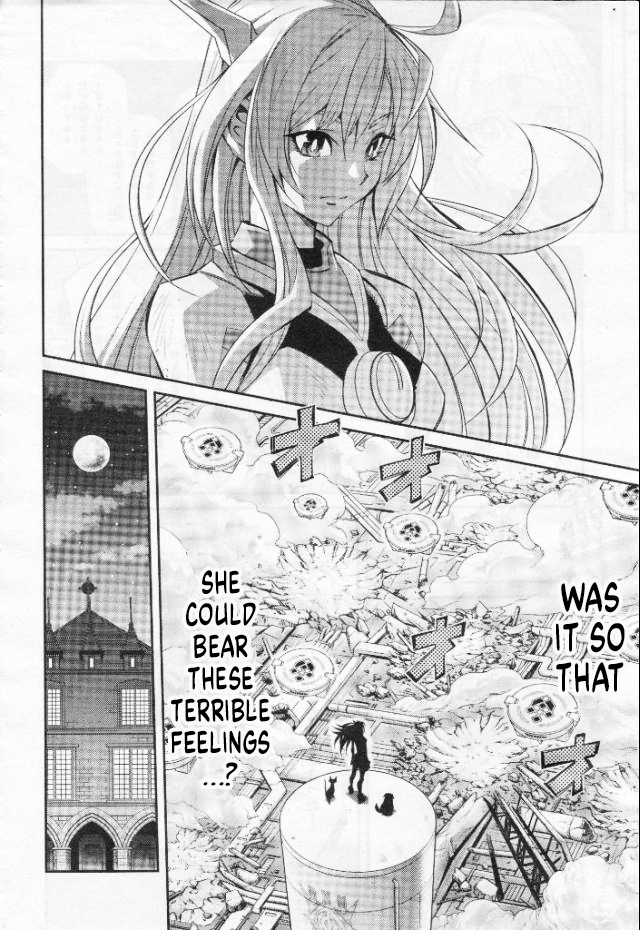 オ
オ
オ
オ
WAS
IT SO
THAT
SHE
COULD
BEAR
THESE
TERRIBLE
FEELINGS
...?